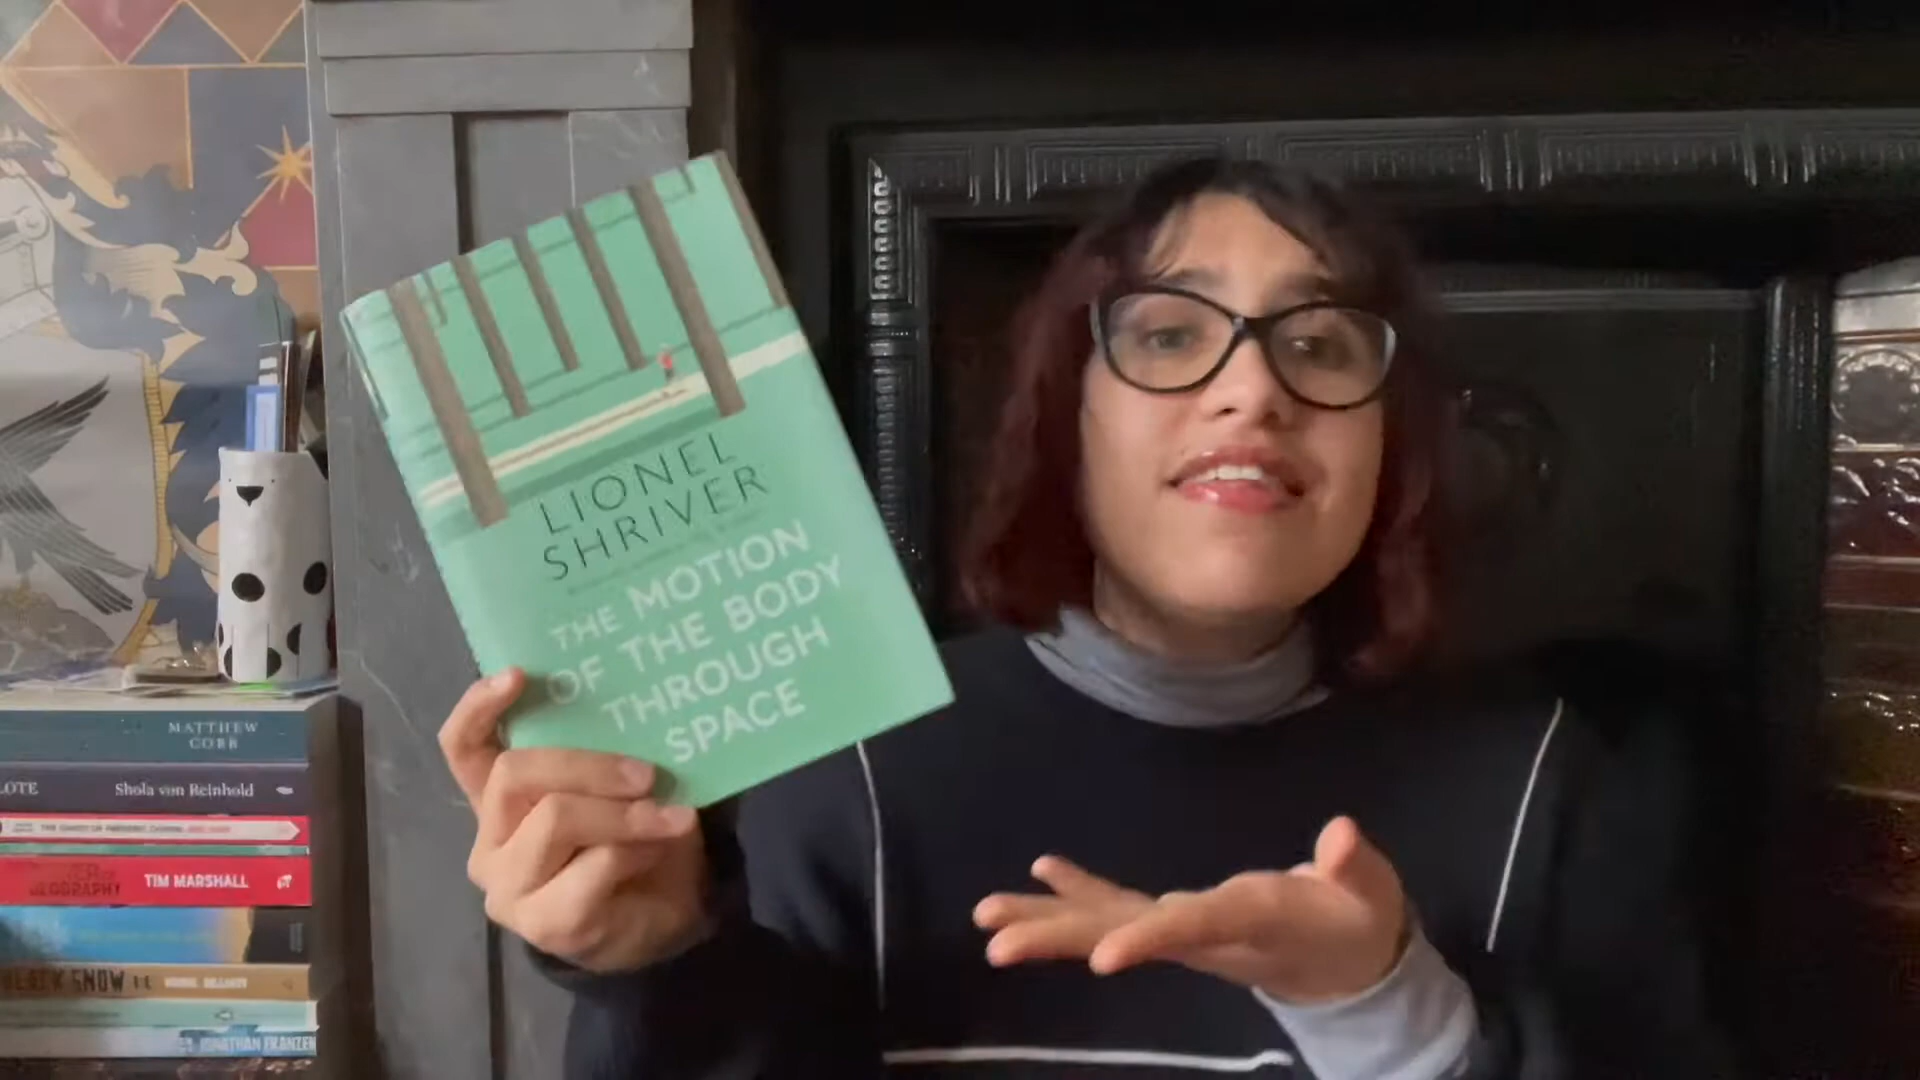 LIONEL
SHRIVER
THE MOTION
OF THE BODY
THROUGH
SPACE
MATTHEW
COBB
LOTE Shola von Reinhold
TIM MARSHALL
GEOGRAPHY
BLACK SNOW
JONATHAN FRANZEN